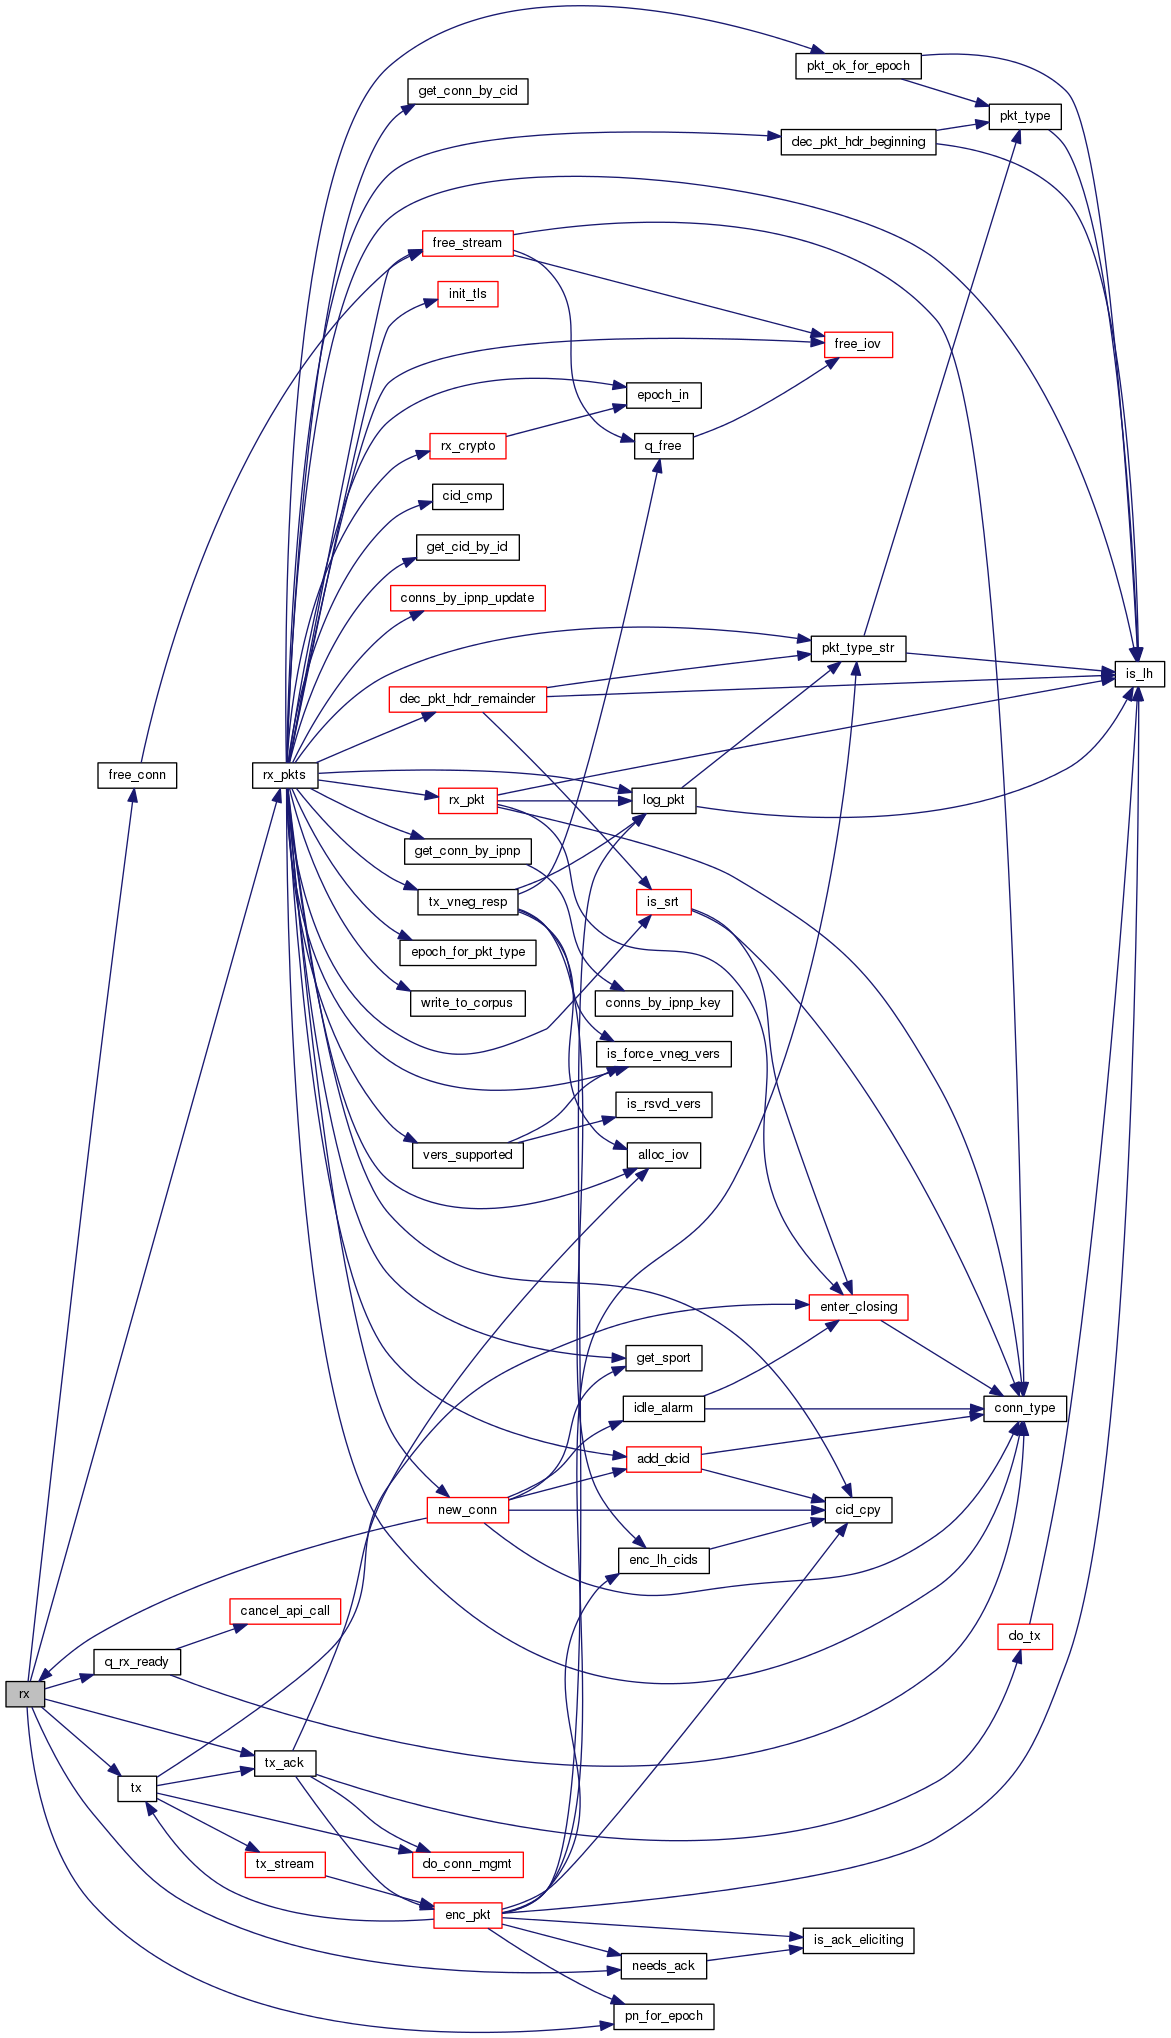 pkt_ok_for_epoch
get_conn_by_cid
pkt_type
dec_pkt_hdr_beginning
free_stream
init_tls
free_iov
epoch_in
rx_crypto
q_free
cid_cmp
get_cid_by_id
conns_by_ipnp_update
pkt_type_str
is_lh
dec_pkt_hdr_remainder
free_conn
rx_pkts
rx_pkt
log_pkt
get_conn_by_ipnp
tx_vneg_resp
is_srt
epoch_for_pkt_type
write_to_corpus
conns_by_ipnp_key
is_force_vneg_vers
is_rsvd_vers
vers_supported
alloc_iov
enter_closing
get_sport
idle_alarm
conn_type
add_dcid
new_conn
cid_cpy
enc_lh_cids
cancel_api_call
do_tx
q_rx_ready
rx
tx_ack
tx
tx_stream
do_conn_mgmt
enc_pkt
is_ack_eliciting
needs_ack
pn_for_epoch